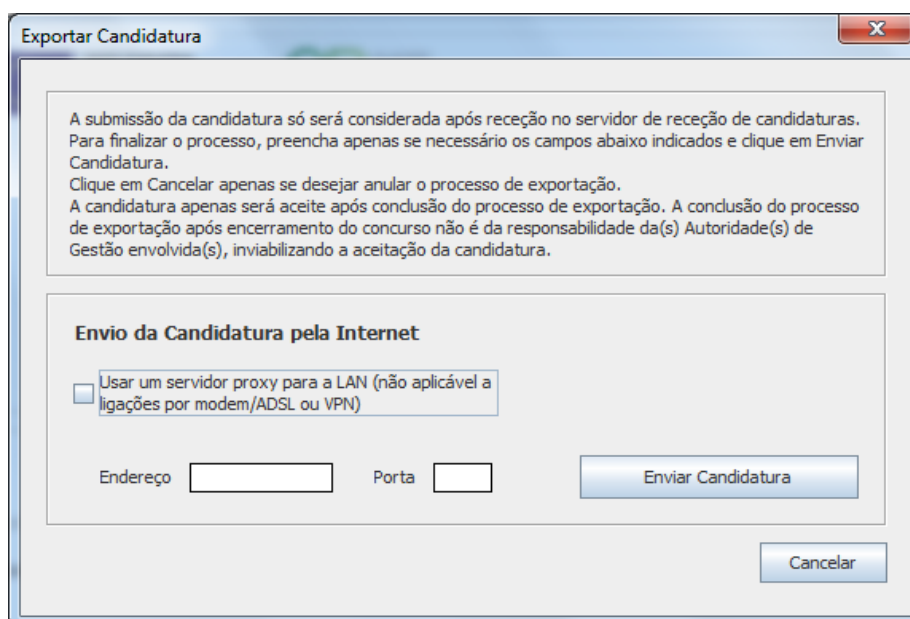 Exportar Candidatura
A submissão da candidatura só será considerada após receção no servidor de receção de candidaturas.
Para finalizar o processo, preencha apenas se necessário os campos abaixo indicados e clique em Enviar
Candidatura.
Clique em Cancelar apenas se desejar anular o processo de exportação.
A candidatura apenas será aceite após conclusão do processo de exportação. A conclusão do processo
de exportação após encerramento do concurso não é da responsabilidade da(s) Autoridade(s) de
Gestão envolvida(s), inviabilizando a aceitação da candidatura.
Envio da Candidatura pela Internet
Usar um servidor proxy para a LAN (não aplicável a
ligações por modem/ADSL ou VPN)
Endereço Porta Enviar Candidatura
Cancelar